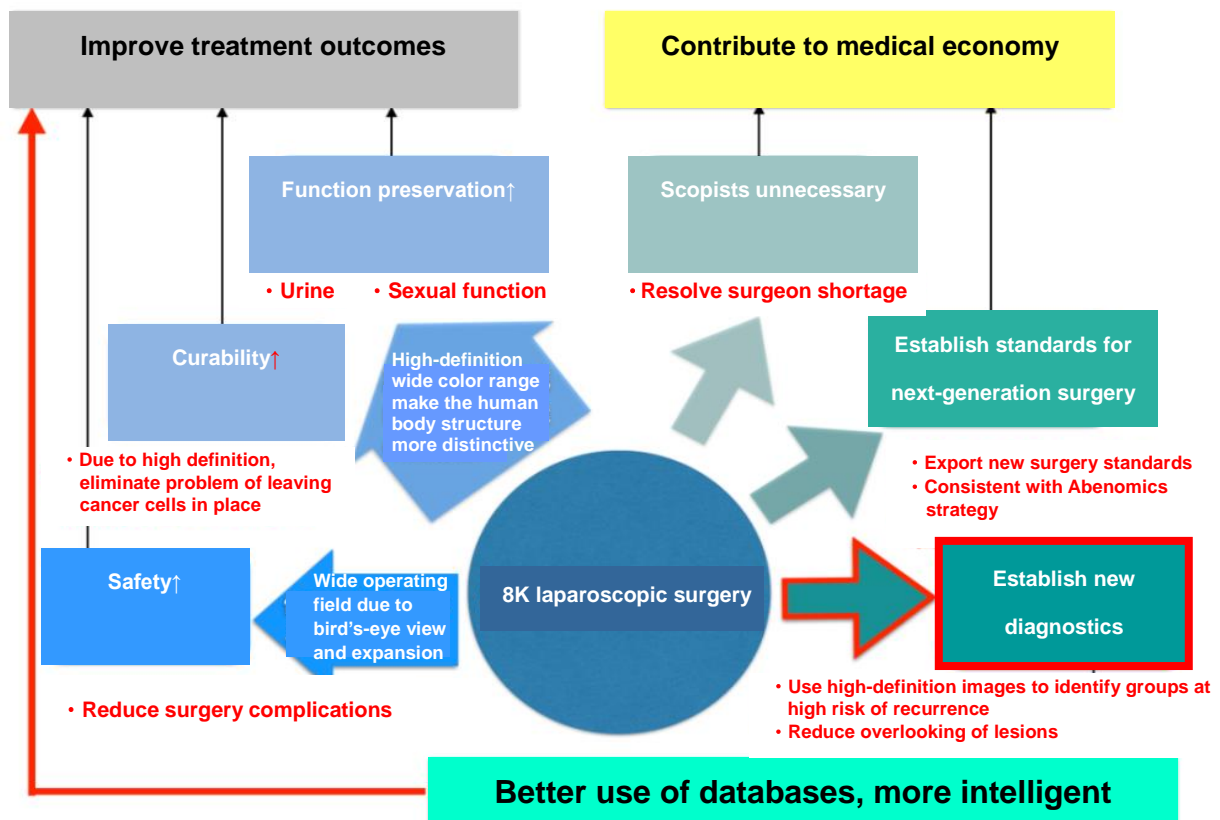 Improve treatment outcomes
Contribute to medical economy
Function preservation↑
Scopists unnecessary
・Urine
・Sexual function
・Resolve surgeon shortage
Curability↑
High-definition
wide color range
make the human
body structure
more distinctive
Establish standards for
next-generation surgery
・Due to high definition,
eliminate problem of leaving
cancer cells in place
・Export new surgery standards
・Consistent with Abenomics
strategy
Safety↑
Wide operating
field due to
bird's-eye view
and expansion
8K laparoscopic surgery
Establish new
diagnostics
・Reduce surgery complications
・Use high-definition images to identify groups at
high risk of recurrence
・Reduce overlooking of lesions
Better use of databases, more intelligent